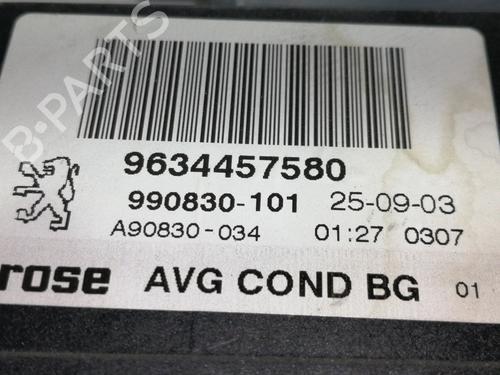 9634457580
990830-101 25-09-03
A90830-034 01:27 0307
rose AVG COND BG 01
B-PARTS